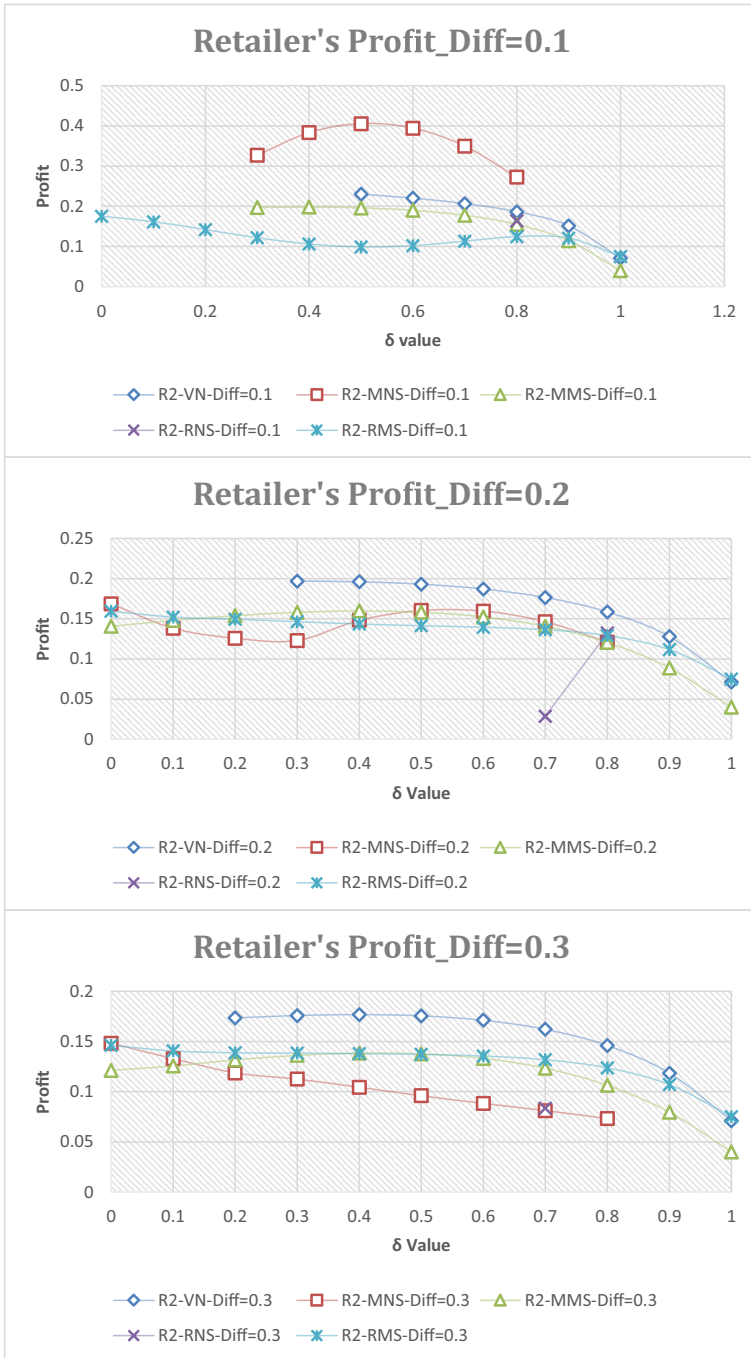 Retailer's Profit_Diff=0.1
0.5
0.4
0.3
0.2
0.1
0
Profit
0 0.2 0.4 0.6 0.8 1 1.2
δ value
R2-VN-Diff=0.1 R2-MNS-Diff=0.1 R2-MMS-Diff=0.1
R2-RNS-Diff=0.1 R2-RMS-Diff=0.1
Retailer's Profit_Diff=0.2
0.25
0.2
0.15
0.1
0.05
0
Profit
0 0.1 0.2 0.3 0.4 0.5 0.6 0.7 0.8 0.9 1
δ Value
R2-VN-Diff=0.2 R2-MNS-Diff=0.2 R2-MMS-Diff=0.2
R2-RNS-Diff=0.2 R2-RMS-Diff=0.2
Retailer's Profit_Diff=0.3
0.2
0.15
0.1
0.05
0
Profit
0 0.1 0.2 0.3 0.4 0.5 0.6 0.7 0.8 0.9 1
δ Value
R2-VN-Diff=0.3 R2-MNS-Diff=0.3 R2-MMS-Diff=0.3
R2-RNS-Diff=0.3 R2-RMS-Diff=0.3